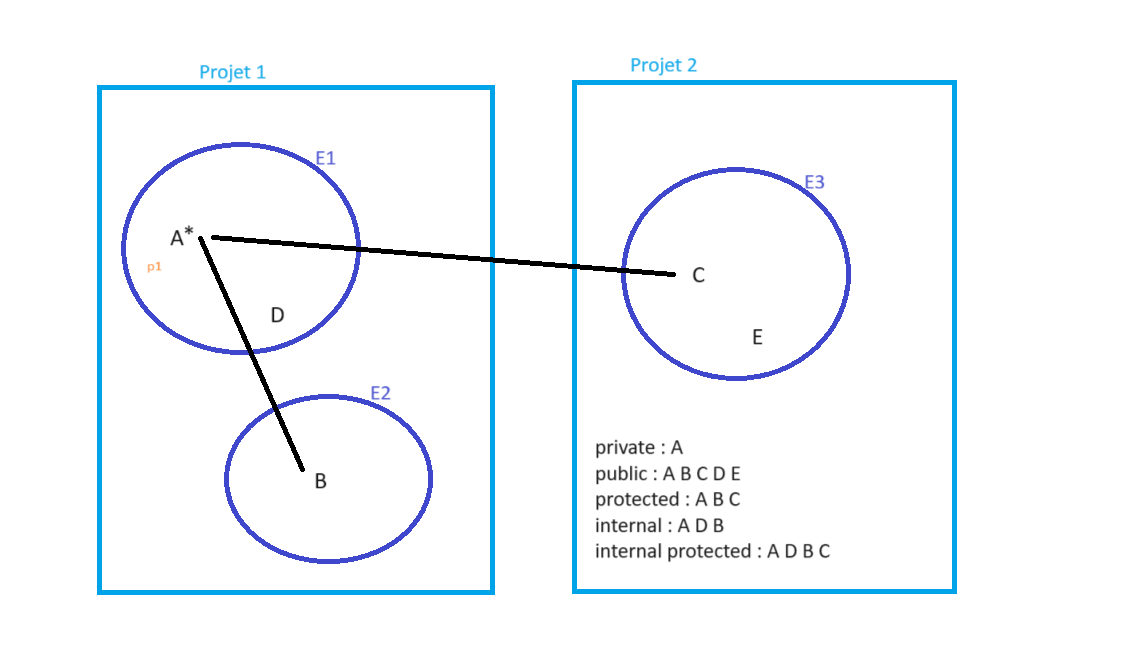 Projet 1
Projet 2
E1
E3
A*
p1
C
D
E
E2
B
private : A
public : A B C D E
protected : A B C
internal : A D B
internal protected : A D B C